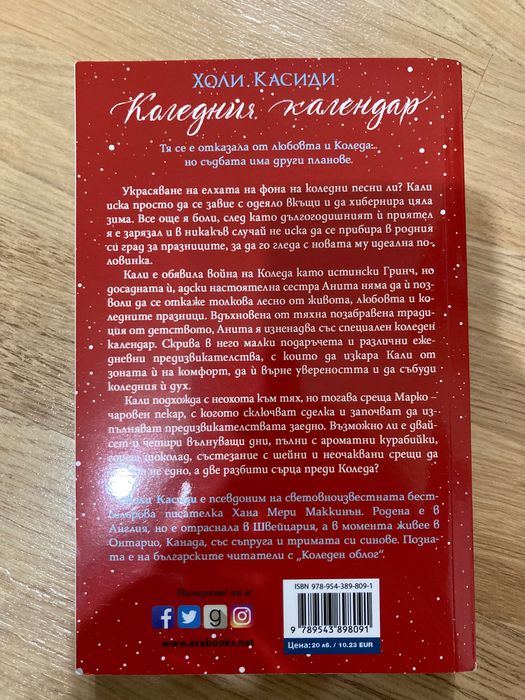 Холи Касиди
Коледния календар
Тя се е отказала от любовта и Коледа...
но съдбата има други планове.
Украсяване на елхата на фона на коледни песни ли? Кали
иска просто да се завие с одеяло вкъщи и да хибернира цяла
зима. Все още я боли, след като дългогодишният ѝ приятел
я е зарязал и в никакъв случай не иска да се прибира в родния
си град за празниците, за да го гледа с новата му идеална по-
ловинка.
Кали е обявила война на Коледа като истински Гринч, но
досадната ѝ, адски настоятелна сестра Анита няма да ѝ поз-
воли да се откаже толкова лесно от живота, любовта и ко-
ледните празници. Вдъхновена от тяхна позабравена тради-
ция от детството, Анита я изненадва със специален коледен
календар. Скрива в него малки подаръчета и различни еже-
дневни предизвикателства, с които да изкара Кали от
зоната ѝ на комфорт, да ѝ върне увереността и да събуди
коледния ѝ дух.
Кали подхожда с неохота към тях, но тогава среща Марко -
чаровен пекар, с когото сключват сделка и започват да из-
пълняват предизвикателствата заедно. Възможно ли е двай-
сет и четири вълнуващи дни, пълни с ароматни курабийки,
горещ шоколад, състезание с шейни и неочаквани срещи да
не едно, а две разбити сърца преди Коледа?
Холи Касиди е псевдоним на световноизвестната бест-
селърова писателка Хана Мери Маккинън. Родена е в
Англия, но е отраснала в Швейцария, а в момента живее в
Онтарио, Канада, със съпруга и тримата си синове. Позна-
та е на българските читатели с „Коледен облог“.
Намерете ни в:
www.erabooks.net
ISBN 978-954-389-809-1
9 789543 898091
Цена: 20 лв. / 10.23 EUR